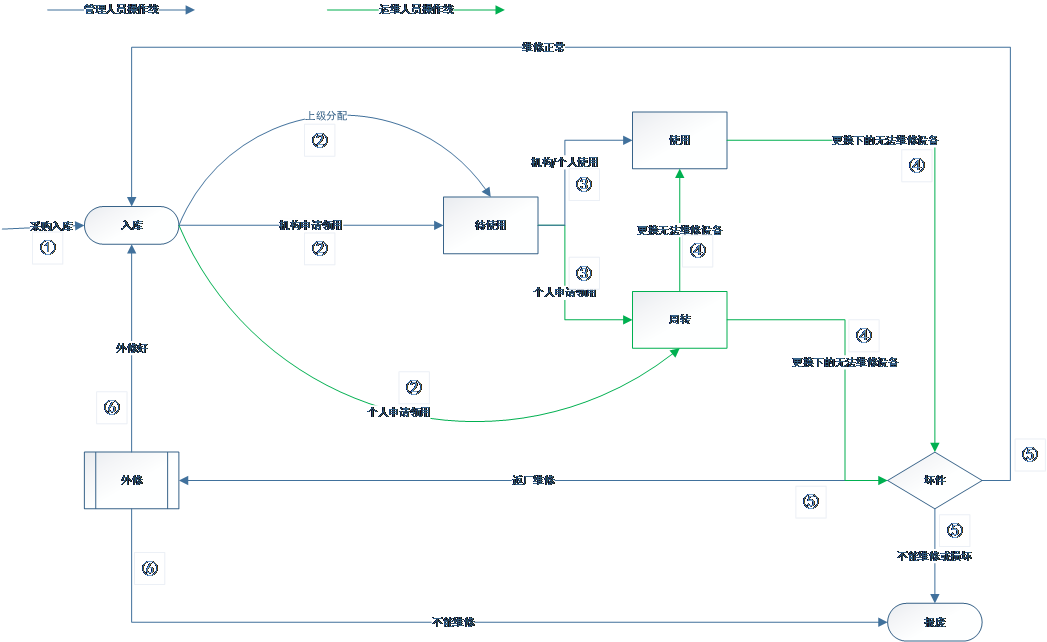 管理人员操作线
运维人员操作线
维修正常
上级分配
②
使用
更换下的无法维修设备
④
机构/个人使用
③
采购入库
①
入库
机构申请领用
②
待使用
更换无法维修设备
④
③
个人申请领用
周转
④
更换下的无法维修设备
外修好
②
个人申请领用
⑥
⑤
外修
返厂维修
坏件
⑤
⑤
不能维修或损坏
⑥
不能维修
报废